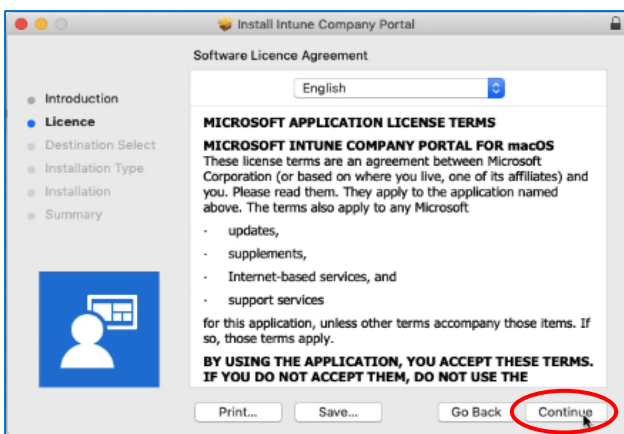 Install Intune Company Portal
Software Licence Agreement
English
Introduction
Licence
Destination Select
Installation Type
Installation
Summary
MICROSOFT APPLICATION LICENSE TERMS
MICROSOFT INTUNE COMPANY PORTAL FOR macOS
These license terms are an agreement between Microsoft
Corporation (or based on where you live, one of its affiliates) and
you. Please read them. They apply to the application named
above. The terms also apply to any Microsoft
· updates,
· supplements,
· Internet-based services, and
· support services
for this application, unless other terms accompany those items. If
so, those terms apply.
BY USING THE APPLICATION, YOU ACCEPT THESE TERMS.
IF YOU DO NOT ACCEPT THEM, DO NOT USE THE
Print... Save... Go Back Continue